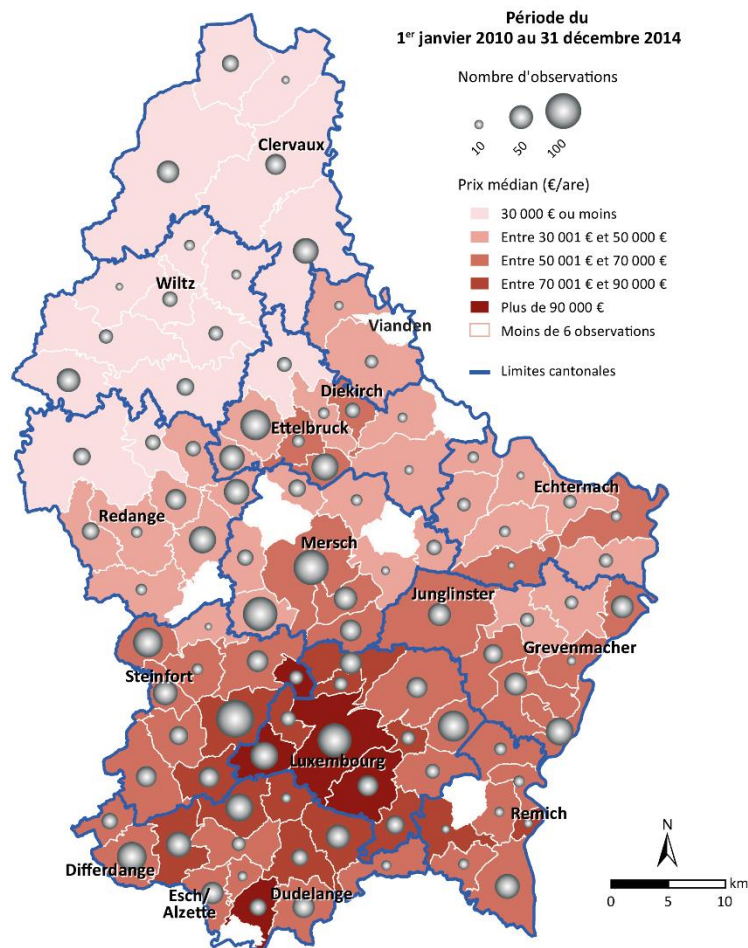 Période du
1er janvier 2010 au 31 décembre 2014
Nombre d'observations
10
50
100
Prix médian (€/are)
30 000 € ou moins
Entre 30 001 € et 50 000 €
Entre 50 001 € et 70 000 €
Entre 70 001 € et 90 000 €
Plus de 90 000 €
Moins de 6 observations
Limites cantonales
Clervaux
Wiltz
Vianden
Diekirch
Ettelbruck
Echternach
Redange
Mersch
Junglinster
Grevenmacher
Steinfort
Luxembourg
Remich
Differdange
Esch/
Alzette
Dudelange
N
km
0
5
10